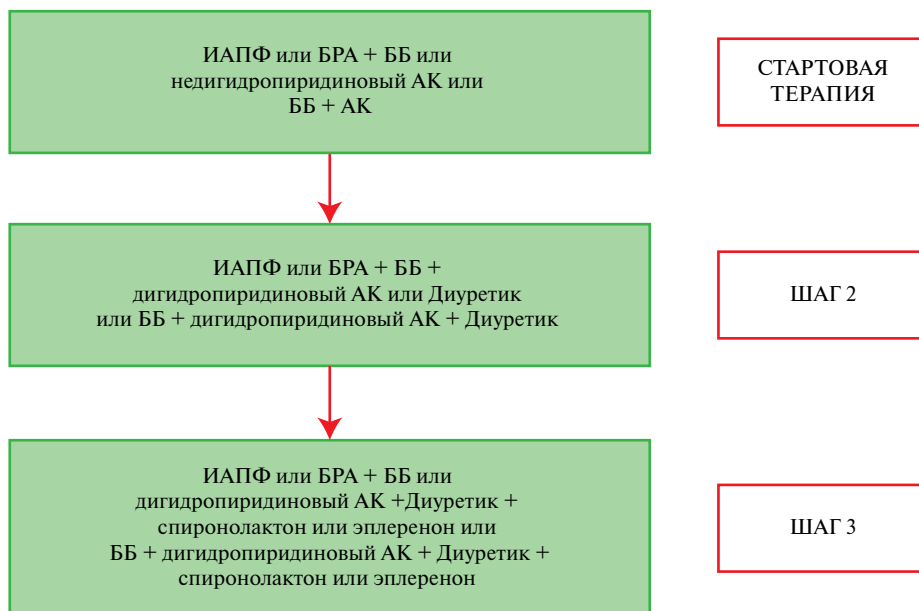 ИАПФ или БРА + ББ или
недигидропиридиновый АК или
ББ + АК
СТАРТОВАЯ
ТЕРАПИЯ
ИАПФ или БРА + ББ +
дигидропиридиновый АК или Диуретик
или ББ + дигидропиридиновый АК + Диуретик
ШАГ 2
ИАПФ или БРА + ББ или
дигидропиридиновый АК +Диуретик +
спиронолактон или эплеренон или
ББ + дигидропиридиновый АК + Диуретик +
спиронолактон или эплеренон
ШАГ 3